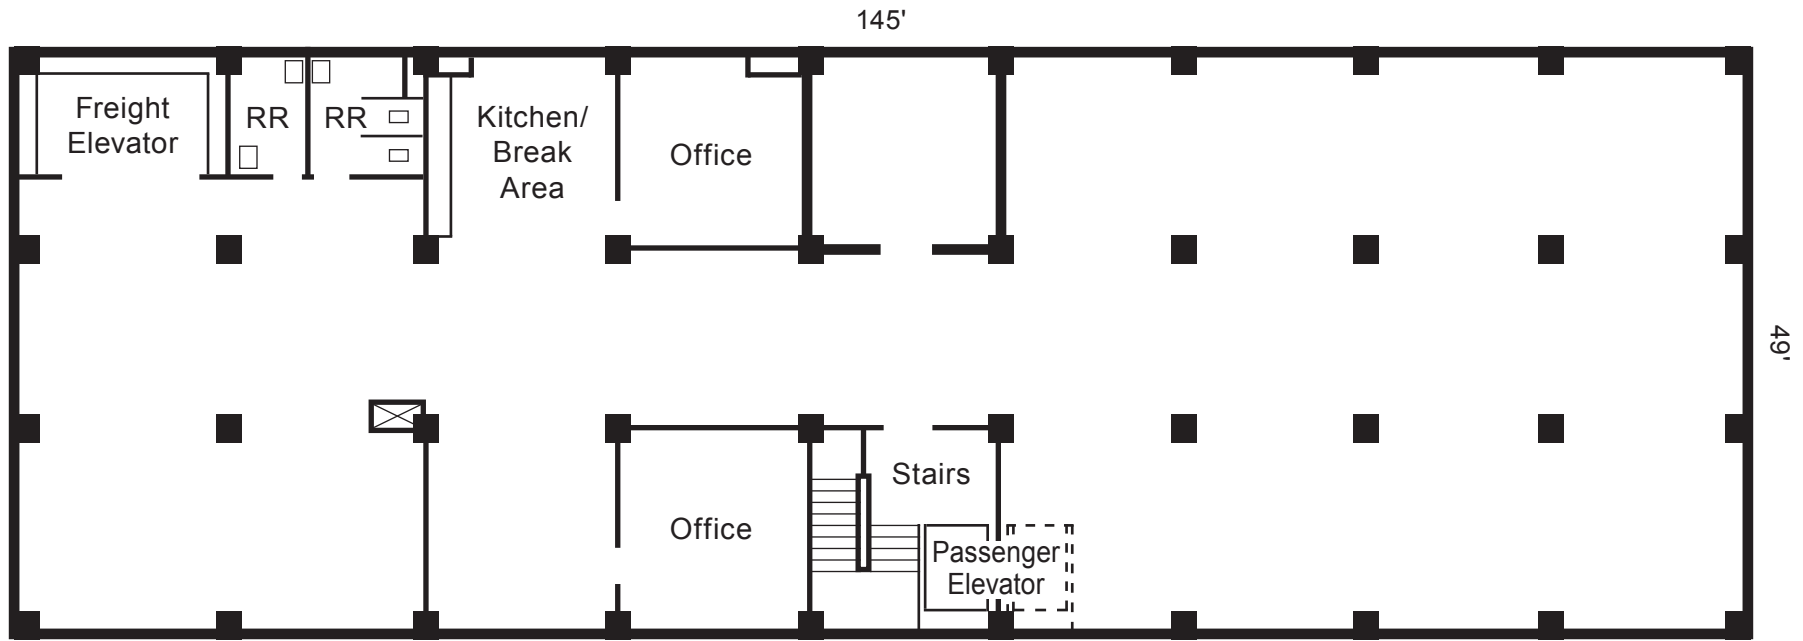 145'
Freight
Elevator
RR
RR
Kitchen/
Break
Area
Office
49'
Stairs
Office
Passenger
Elevator